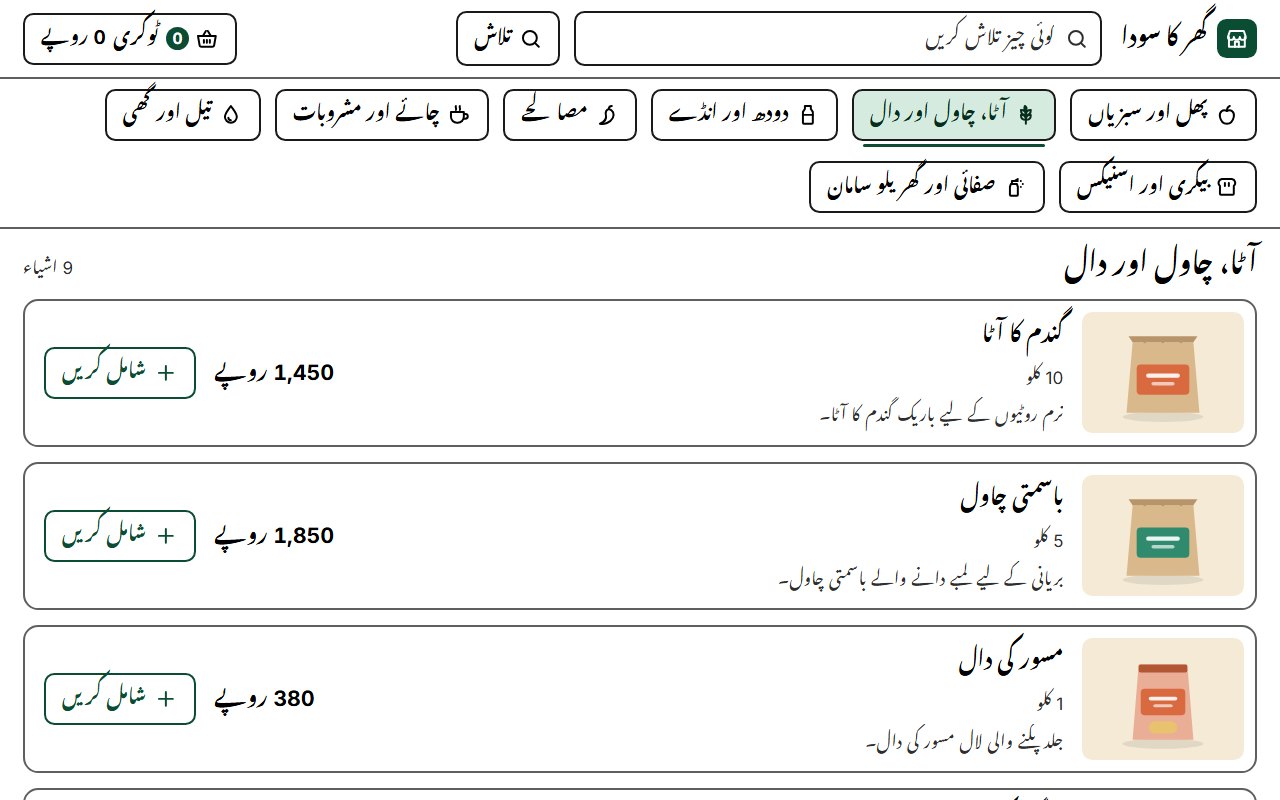 گھر کا سودا
کوئی چیز تلاش کریں
تلاش
ٹوکری 0 0 روپے
پھل اور سبزیاں
آٹا، چاول اور دال
دودھ اور انڈے
مصالحے
چائے اور مشروبات
تیل اور گھی
بیکری اور اسنیکس
صفائی اور گھریلو سامان
آٹا، چاول اور دال
9 اشیاء
گندم کا آٹا
10 کلو
نرم روٹیوں کے لیے باریک گندم کا آٹا۔
1,450 روپے
شامل کریں
باسمتی چاول
5 کلو
بریانی کے لیے لمبے دانے والے باسمتی چاول۔
1,850 روپے
شامل کریں
مسور کی دال
1 کلو
جلد پکنے والی لال مسور کی دال۔
380 روپے
شامل کریں